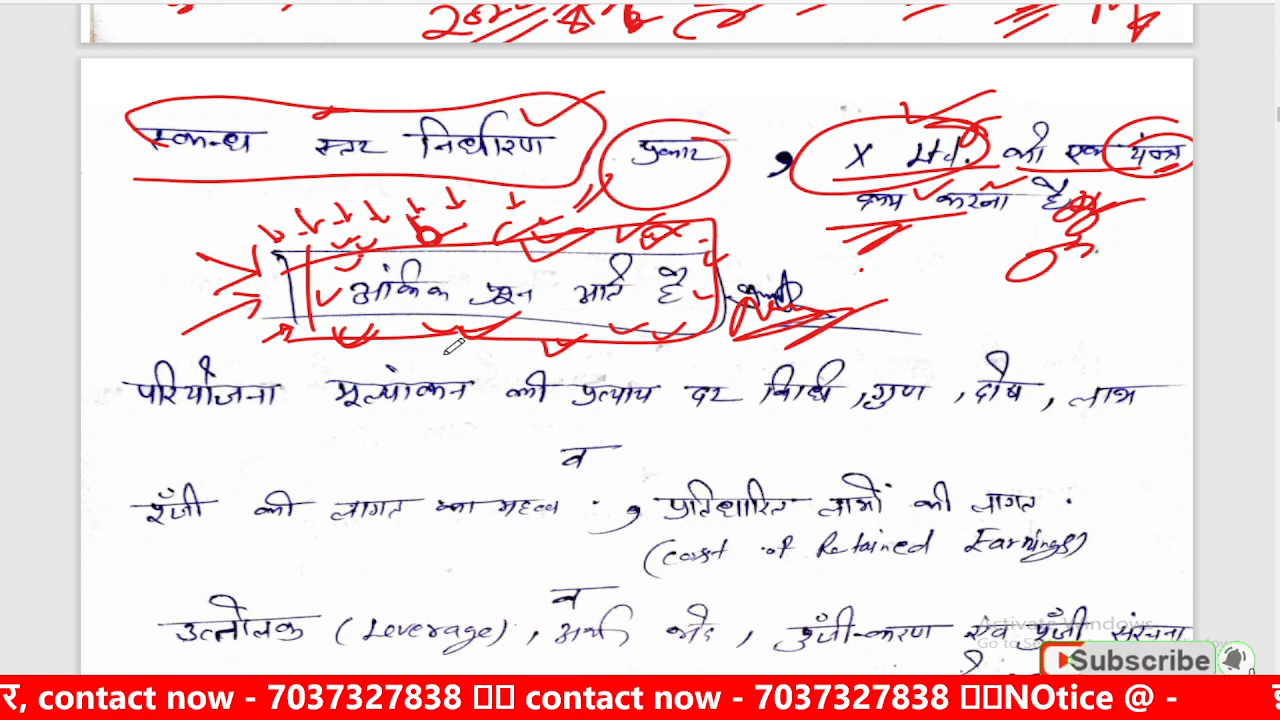 स्कन्ध स्तर निर्धारण प्रकार , X Ltd. को एक यंत्र
क्रय करना है
आंकिक प्रश्न आते है
परियोजना मूल्यांकन की प्रत्याय दर विधि, गुण, दोष, लाभ
व
पूँजी की लागत का महत्व , प्रतिधारित लाभों की लागत .
(cost of Retained Earnings)
व
उत्तोलक (Leverage), अर्थ, भेद, पूँजीकरण एवं पूँजी संरचना
Activate Windows
Subscribe
र, contact now - 7037327838 contact now - 7037327838 NOtice @ -